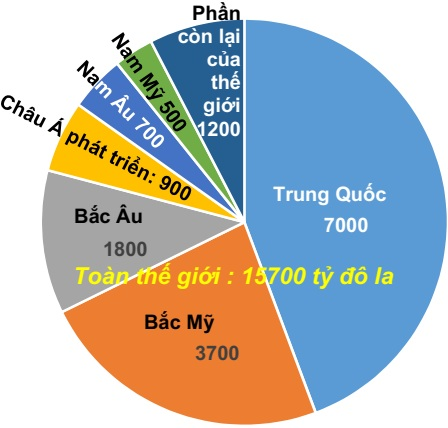 Phần
còn lại
của
thế
giới
1200
Nam Mỹ 500
Nam Âu 700
Châu Á phát triển: 900
Bắc Âu
1800
Trung Quốc
7000
Toàn thế giới : 15700 tỷ đô la
Bắc Mỹ
3700